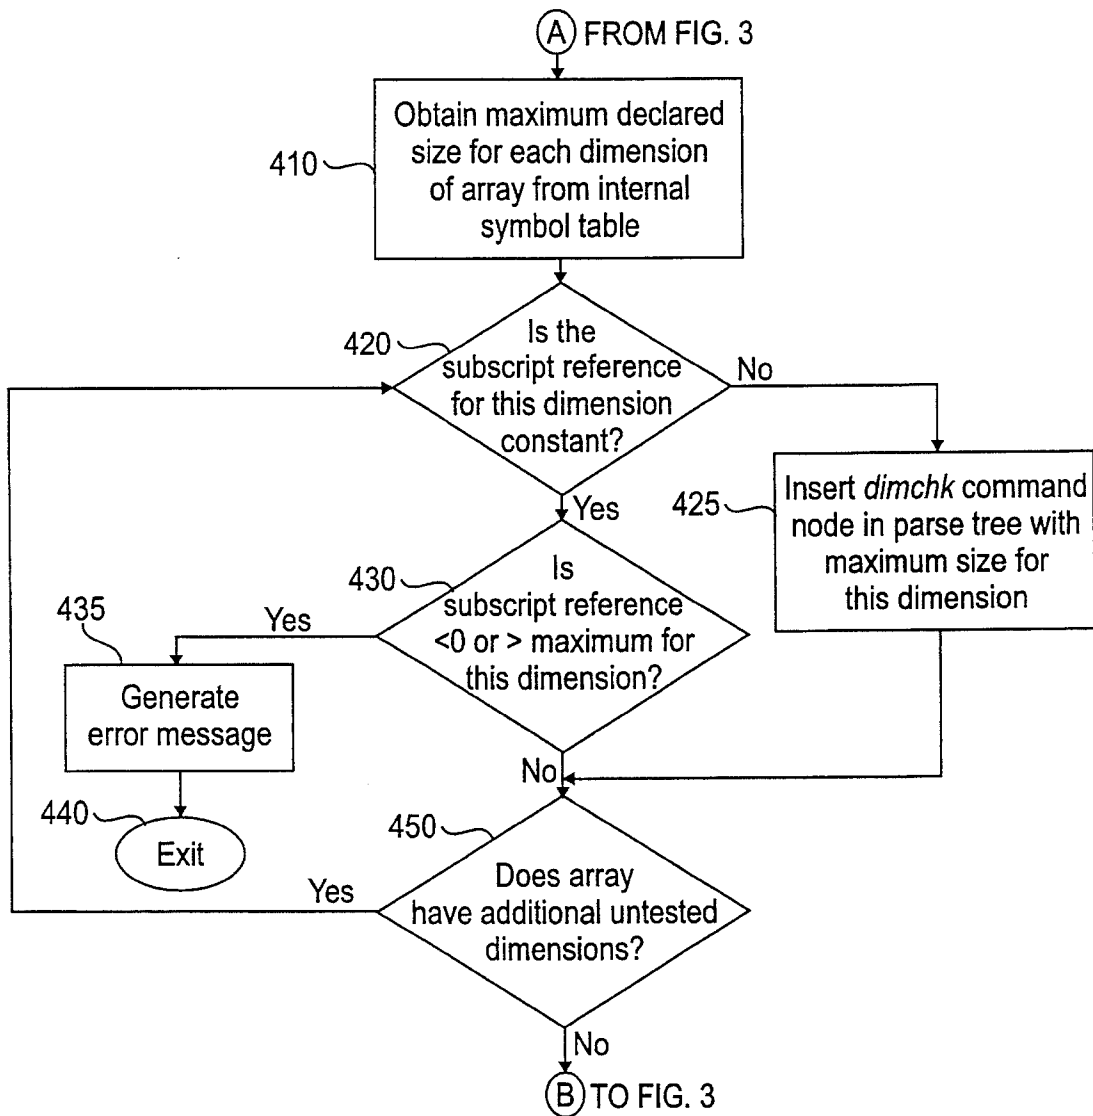 A FROM FIG. 3
410
Obtain maximum declared
size for each dimension
of array from internal
symbol table
420
Is the
subscript reference
for this dimension
constant?
No
Yes
425
Insert dimchk command
node in parse tree with
maximum size for
this dimension
430
Is
subscript reference
<0 or > maximum for
this dimension?
Yes
435
Generate
error message
No
440
Exit
450
Does array
have additional untested
dimensions?
Yes
No
B TO FIG. 3